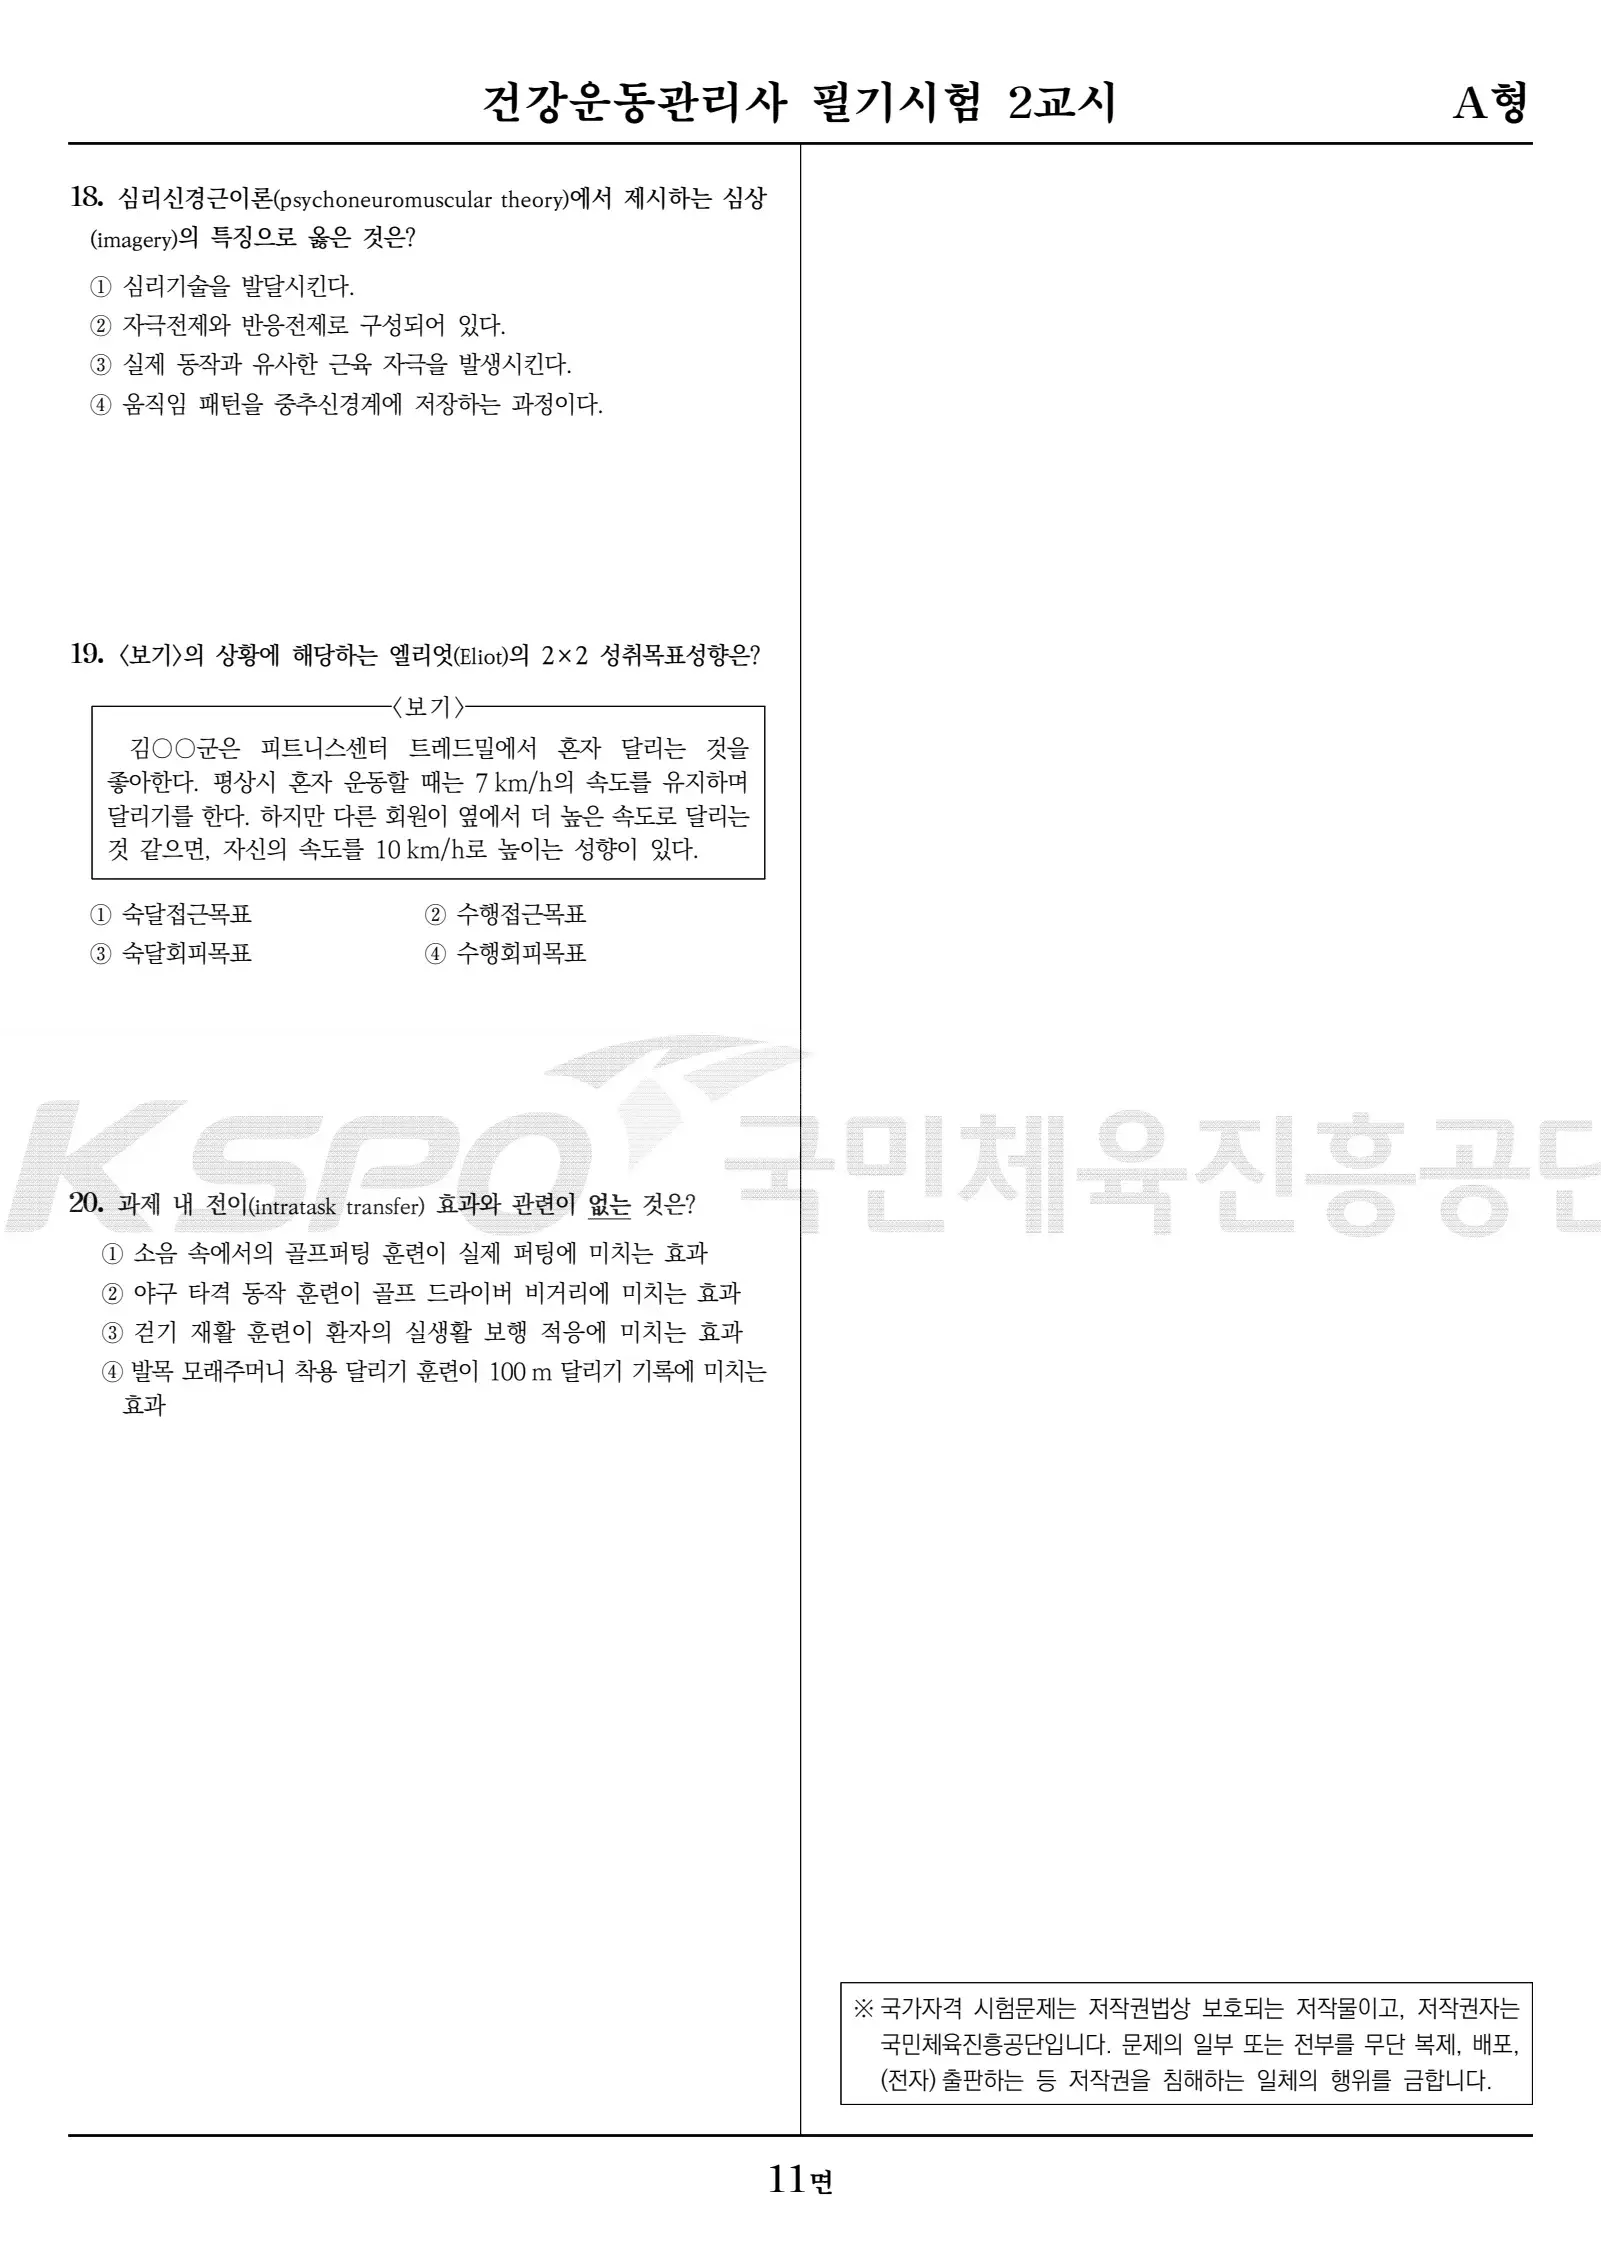 건강운동관리사 필기시험 2교시 A형
18. 심리신경근이론(psychoneuromuscular theory)에서 제시하는 심상
(imagery)의 특징으로 옳은 것은?
① 심리기술을 발달시킨다.
② 자극전제와 반응전제로 구성되어 있다.
③ 실제 동작과 유사한 근육 자극을 발생시킨다.
④ 움직임 패턴을 중추신경계에 저장하는 과정이다.
19. 〈보기〉의 상황에 해당하는 엘리엇(Eliot)의 2×2 성취목표성향은?
〈보기〉
김○○군은 피트니스센터 트레드밀에서 혼자 달리는 것을
좋아한다. 평상시 혼자 운동할 때는 7 km/h의 속도를 유지하며
달리기를 한다. 하지만 다른 회원이 옆에서 더 높은 속도로 달리는
것 같으면, 자신의 속도를 10 km/h로 높이는 성향이 있다.
① 숙달접근목표 ② 수행접근목표
③ 숙달회피목표 ④ 수행회피목표
KSPO 국민체육진흥공단
20. 과제 내 전이(intratask transfer) 효과와 관련이 없는 것은?
① 소음 속에서의 골프퍼팅 훈련이 실제 퍼팅에 미치는 효과
② 야구 타격 동작 훈련이 골프 드라이버 비거리에 미치는 효과
③ 걷기 재활 훈련이 환자의 실생활 보행 적응에 미치는 효과
④ 발목 모래주머니 착용 달리기 훈련이 100 m 달리기 기록에 미치는
효과
※ 국가자격 시험문제는 저작권법상 보호되는 저작물이고, 저작권자는
국민체육진흥공단입니다. 문제의 일부 또는 전부를 무단 복제, 배포,
(전자) 출판하는 등 저작권을 침해하는 일체의 행위를 금합니다.
11면